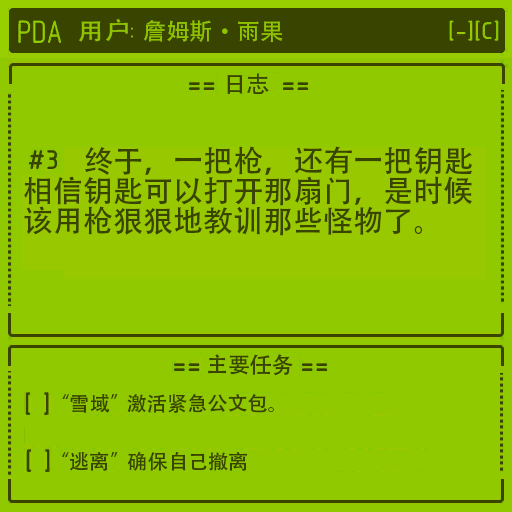 PDA 用户: 詹姆斯·雨果 [-][C]
== 日志 ==
#3 终于, 一把枪, 还有一把钥匙
相信钥匙可以打开那扇门, 是时候
该用枪狠狠地教训那些怪物了。
== 主要任务 ==
[ ] “雪域” 激活紧急公文包。
[ ] “逃离” 确保自己撤离